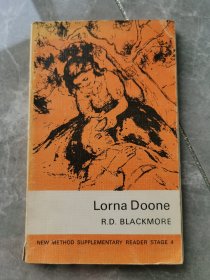 Lorna Doone
R.D. BLACKMORE
NEW METHOD SUPPLEMENTARY READER STAGE 4